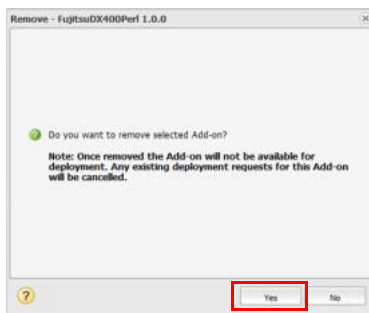 Remove - FujitsuDX400Perl 1.0.0
Do you want to remove selected Add-on?
Note: Once removed the Add-on will not be available for
deployment. Any existing deployment requests for this Add-on
will be cancelled.
Yes
No